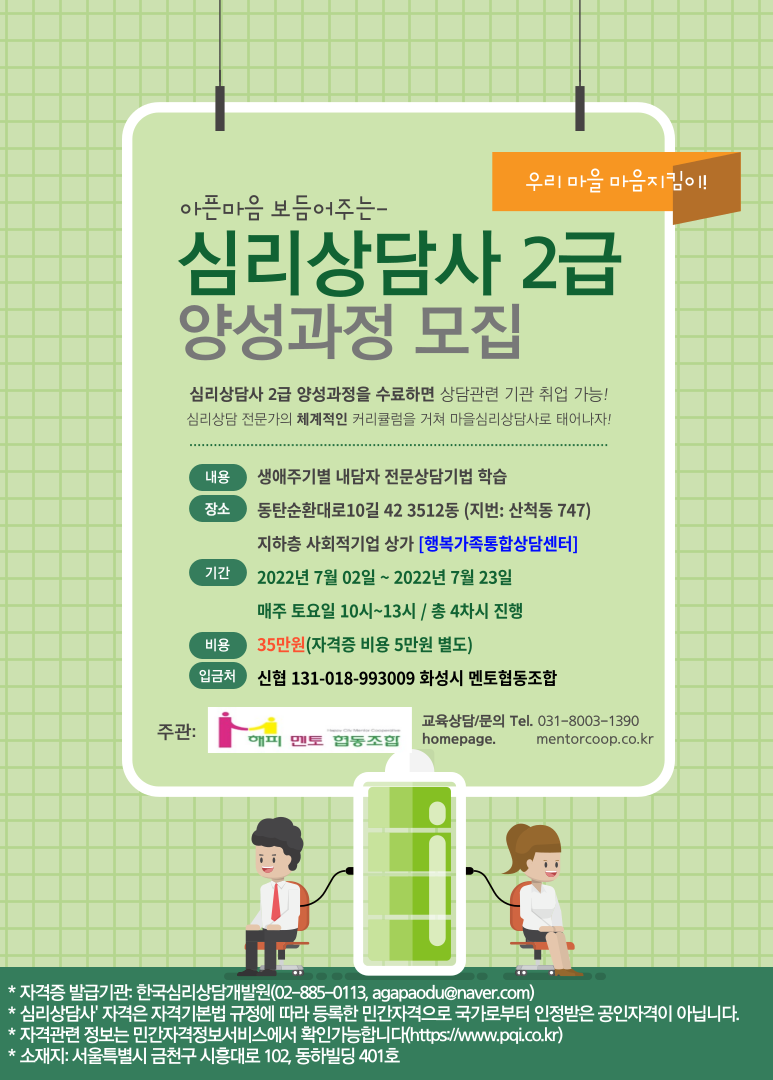 우리 마을 마음지킴이!
아픈마음 보듬어주는-
심리상담사 2급
양성과정 모집
심리상담사 2급 양성과정을 수료하면 상담관련 기관 취업 가능!
심리상담 전문가의 체계적인 커리큘럼을 거쳐 마을심리상담사로 태어나자!
내용 생애주기별 내담자 전문상담기법 학습
장소 동탄순환대로10길 42 3512동 (지번: 산척동 747)
지하층 사회적기업 상가 [행복가족통합상담센터]
기간 2022년 7월 02일 ~ 2022년 7월 23일
매주 토요일 10시~13시 / 총 4차시 진행
비용 35만원(자격증 비용 5만원 별도)
입금처 신협 131-018-993009 화성시 멘토협동조합
주관: Happy City Mentor Cooperative
해피 멘토 협동조합
교육상담/문의 Tel. 031-8003-1390
homepage. mentorcoop.co.kr
* 자격증 발급기관: 한국심리상담개발원(02-885-0113, agapaodu@naver.com)
* 심리상담사' 자격은 자격기본법 규정에 따라 등록한 민간자격으로 국가로부터 인정받은 공인자격이 아닙니다.
* 자격관련 정보는 민간자격정보서비스에서 확인가능합니다(https://www.pqi.co.kr)
* 소재지: 서울특별시 금천구 시흥대로 102, 동하빌딩 401호